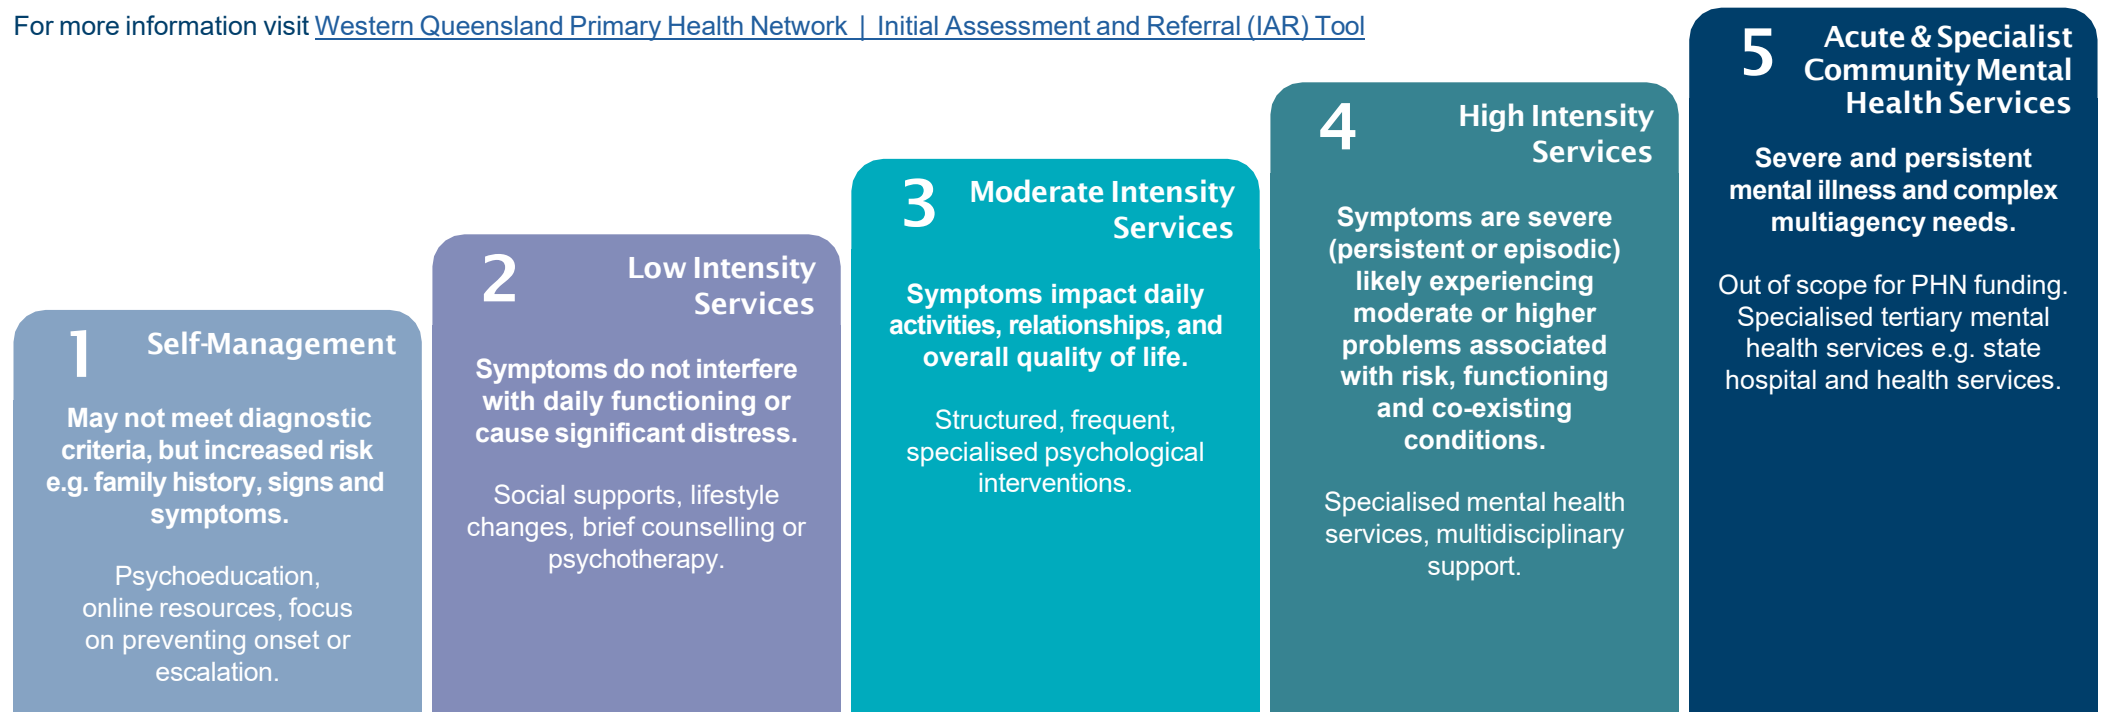 For more information visit Western Queensland Primary Health Network | Initial Assessment and Referral (IAR) Tool
1
Self-Management
May not meet diagnostic
criteria, but increased risk
e.g. family history, signs and
symptoms.
Psychoeducation,
online resources, focus
on preventing onset or
escalation.
2
Low Intensity
Services
Symptoms do not interfere
with daily functioning or
cause significant distress.
Social supports, lifestyle
changes, brief counselling or
psychotherapy.
3
Moderate Intensity
Services
Symptoms impact daily
activities, relationships, and
overall quality of life.
Structured, frequent,
specialised psychological
interventions.
4
High Intensity
Services
Symptoms are severe
(persistent or episodic)
likely experiencing
moderate or higher
problems associated
with risk, functioning
and co-existing
conditions.
Specialised mental health
services, multidisciplinary
support.
5
Acute & Specialist
Community Mental
Health Services
Severe and persistent
mental illness and complex
multiagency needs.
Out of scope for PHN funding.
Specialised tertiary mental
health services e.g. state
hospital and health services.